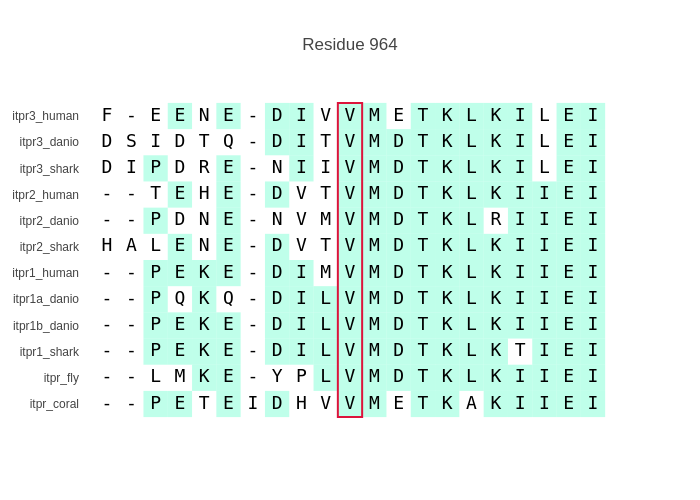 Residue 964
itpr3_human F - E E N E - D I V V M E T K L K I L E I
itpr3_danio D S I D T Q - D I T V M D T K L K I L E I
itpr3_shark D I P D R E - N I I V M D T K L K I L E I
itpr2_human - - T E H E - D V T V M D T K L K I I E I
itpr2_danio - - P D N E - N V M V M D T K L R I I E I
itpr2_shark H A L E N E - D V T V M D T K L K I I E I
itpr1_human - - P E K E - D I M V M D T K L K I I E I
itpr1a_danio - - P Q K Q - D I L V M D T K L K I I E I
itpr1b_danio - - P E K E - D I L V M D T K L K I I E I
itpr1_shark - - P E K E - D I L V M D T K L K T I E I
itpr_fly - - L M K E - Y P L V M D T K L K I I E I
itpr_coral - - P E T E I D H V V M E T K A K I I E I